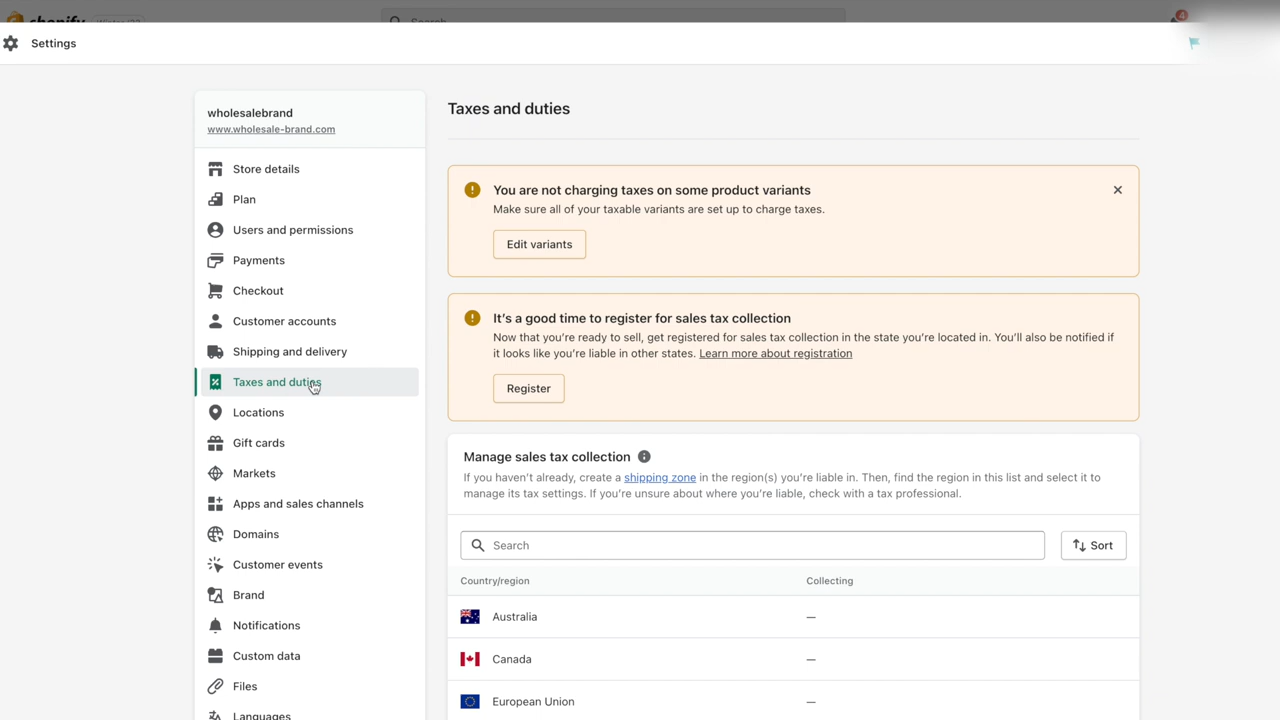 shopify
Search
4
Settings
wholesalebrand
www.wholesale-brand.com
Store details
Plan
Users and permissions
Payments
Checkout
Customer accounts
Shipping and delivery
Taxes and duties
Locations
Gift cards
Markets
Apps and sales channels
Domains
Customer events
Brand
Notifications
Custom data
Files
Languages
Taxes and duties
You are not charging taxes on some product variants
Make sure all of your taxable variants are set up to charge taxes.
Edit variants
It's a good time to register for sales tax collection
Now that you're ready to sell, get registered for sales tax collection in the state you're located in. You'll also be notified if
it looks like you're liable in other states. Learn more about registration
Register
Manage sales tax collection
If you haven't already, create a shipping zone in the region(s) you're liable in. Then, find the region in this list and select it to
manage its tax settings. If you're unsure about where you're liable, check with a tax professional.
Search
Sort
Country/region Collecting
Australia —
Canada —
European Union —